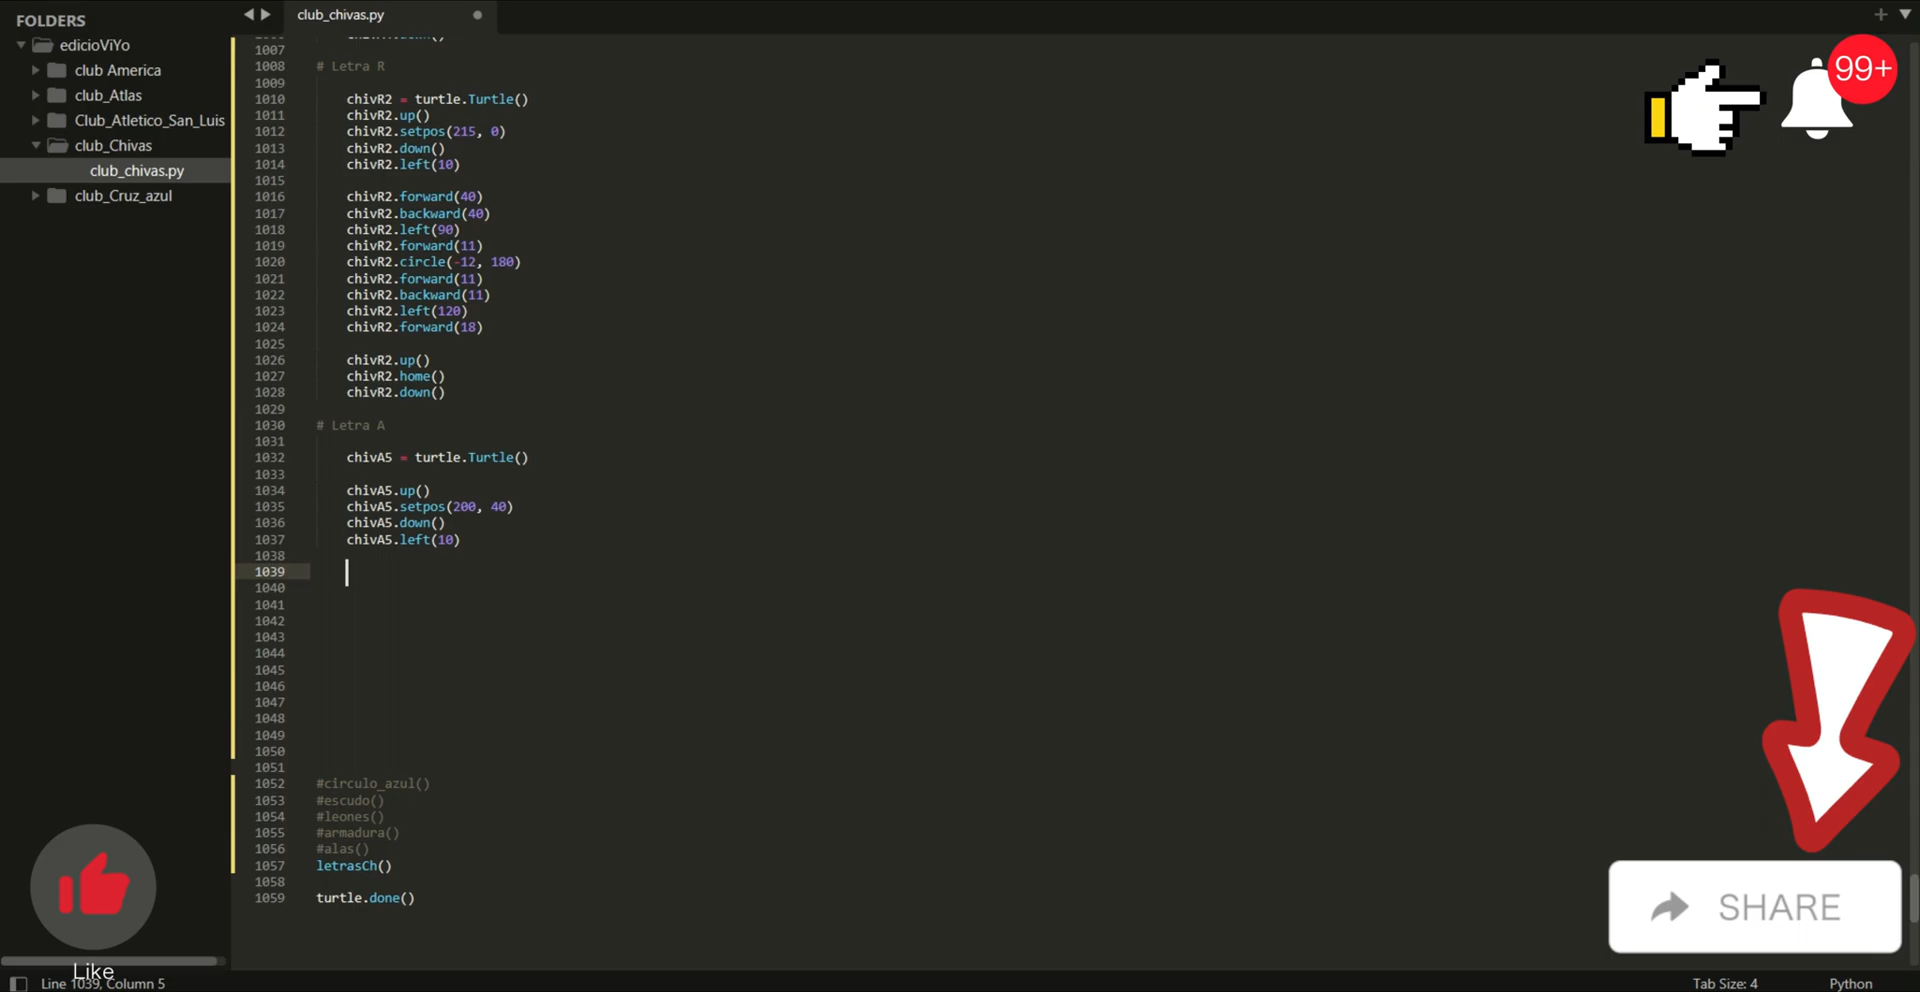 FOLDERS
edicioViYo
club America
club_Atlas
Club_Atletico_San_Luis
club_Chivas
club_chivas.py
club_Cruz_azul
club_chivas.py
99+
1007
1008 # Letra R
1009
1010 chivR2 = turtle.Turtle()
1011 chivR2.up()
1012 chivR2.setpos(215, 0)
1013 chivR2.down()
1014 chivR2.left(10)
1015
1016 chivR2.forward(40)
1017 chivR2.backward(40)
1018 chivR2.left(90)
1019 chivR2.forward(11)
1020 chivR2.circle(-12, 180)
1021 chivR2.forward(11)
1022 chivR2.backward(11)
1023 chivR2.left(120)
1024 chivR2.forward(18)
1025
1026 chivR2.up()
1027 chivR2.home()
1028 chivR2.down()
1029
1030 # Letra A
1031
1032 chivA5 = turtle.Turtle()
1033
1034 chivA5.up()
1035 chivA5.setpos(200, 40)
1036 chivA5.down()
1037 chivA5.left(10)
1038
1039
1040
1041
1042
1043
1044
1045
1046
1047
1048
1049
1050
1051
1052 #circulo_azul()
1053 #escudo()
1054 #leones()
1055 #armadura()
1056 #alas()
1057 letrasCh()
1058
1059 turtle.done()
SHARE
Like
Line 1039, Column 5
Tab Size: 4
Python